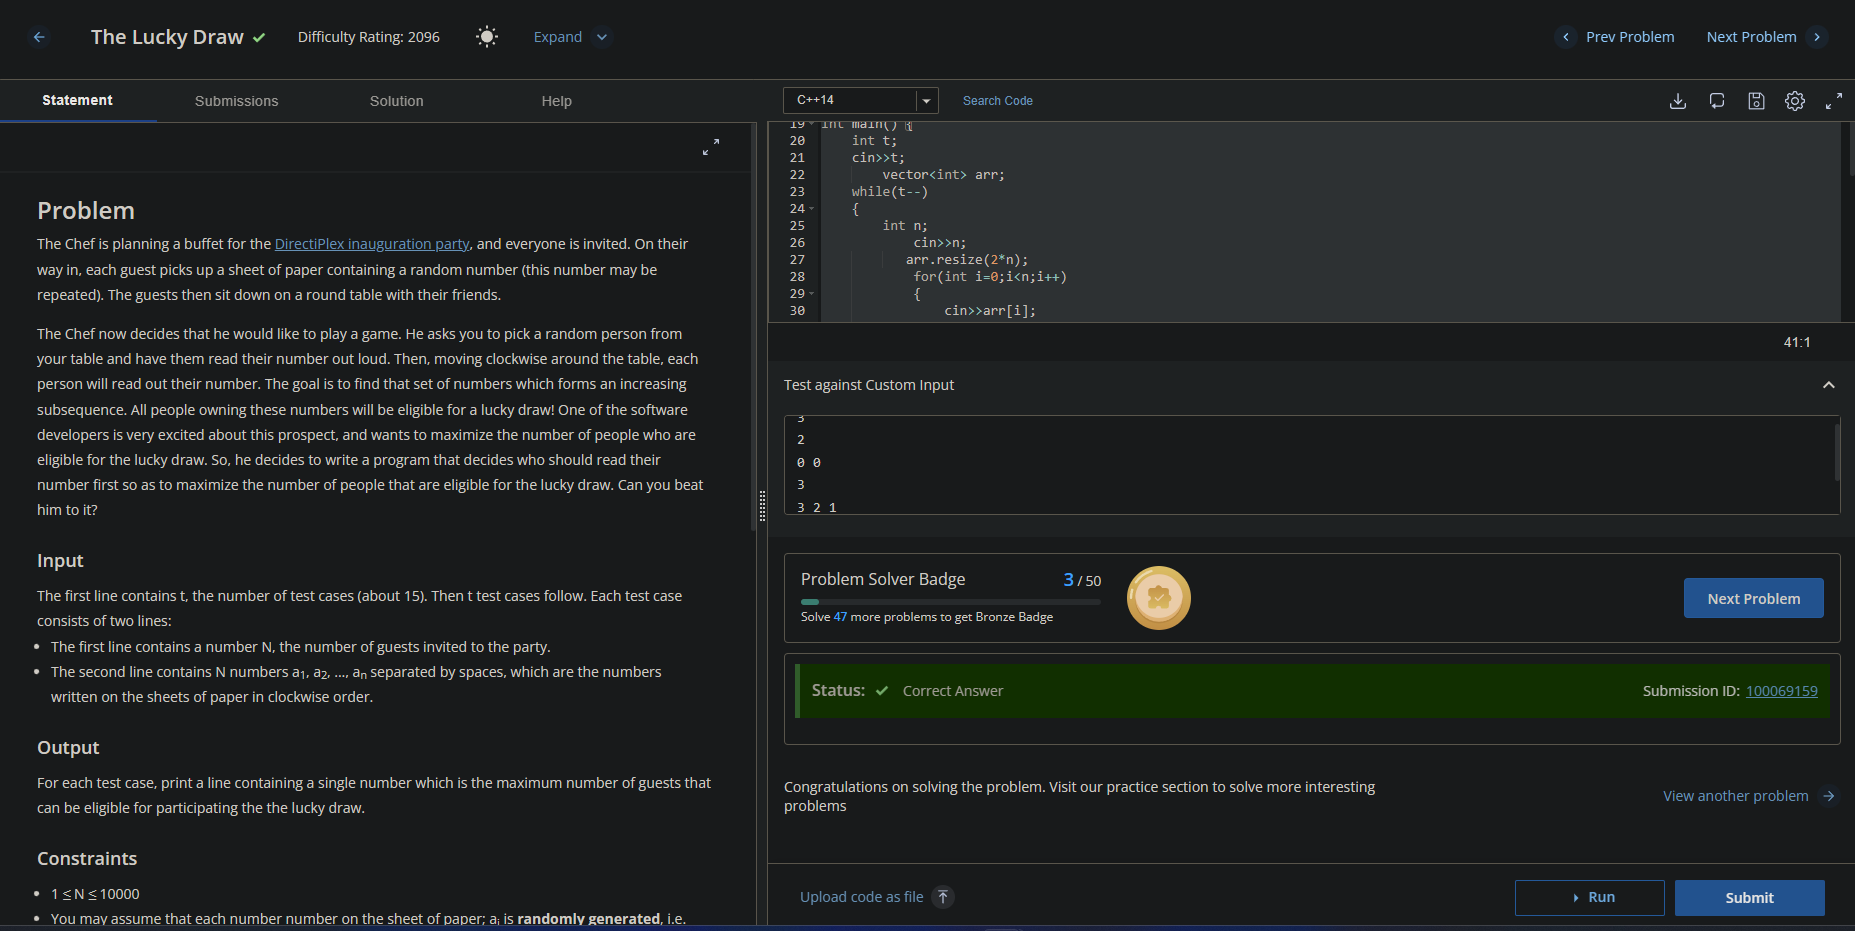 The Lucky Draw
Difficulty Rating: 2096
Expand
Prev Problem
Next Problem
Statement
Submissions
Solution
Help
Problem
The Chef is planning a buffet for the DirectiPlex inauguration party, and everyone is invited. On their
way in, each guest picks up a sheet of paper containing a random number (this number may be
repeated). The guests then sit down on a round table with their friends.
The Chef now decides that he would like to play a game. He asks you to pick a random person from
your table and have them read their number out loud. Then, moving clockwise around the table, each
person will read out their number. The goal is to find that set of numbers which forms an increasing
subsequence. All people owning these numbers will be eligible for a lucky draw! One of the software
developers is very excited about this prospect, and wants to maximize the number of people who are
eligible for the lucky draw. So, he decides to write a program that decides who should read their
number first so as to maximize the number of people that are eligible for the lucky draw. Can you beat
him to it?
Input
The first line contains t, the number of test cases (about 15). Then t test cases follow. Each test case
consists of two lines:
• The first line contains a number N, the number of guests invited to the party.
• The second line contains N numbers a1, a2, ..., an separated by spaces, which are the numbers
written on the sheets of paper in clockwise order.
Output
For each test case, print a line containing a single number which is the maximum number of guests that
can be eligible for participating the the lucky draw.
Constraints
• 1 ≤ N ≤ 10000
• You may assume that each number number on the sheet of paper; ai is randomly generated, i.e.
C++14
Search Code
19 int main() {
20 int t;
21 cin>>t;
22 vector<int> arr;
23 while(t--)
24 {
25 int n;
26 cin>>n;
27 arr.resize(2*n);
28 for(int i=0;i<n;i++)
29 {
30 cin>>arr[i];
41:1
Test against Custom Input
3
2
0 0
3
3 2 1
Problem Solver Badge
3 / 50
Solve 47 more problems to get Bronze Badge
Next Problem
Status:
Correct Answer
Submission ID: 100069159
Congratulations on solving the problem. Visit our practice section to solve more interesting
problems
View another problem
Upload code as file
Run
Submit